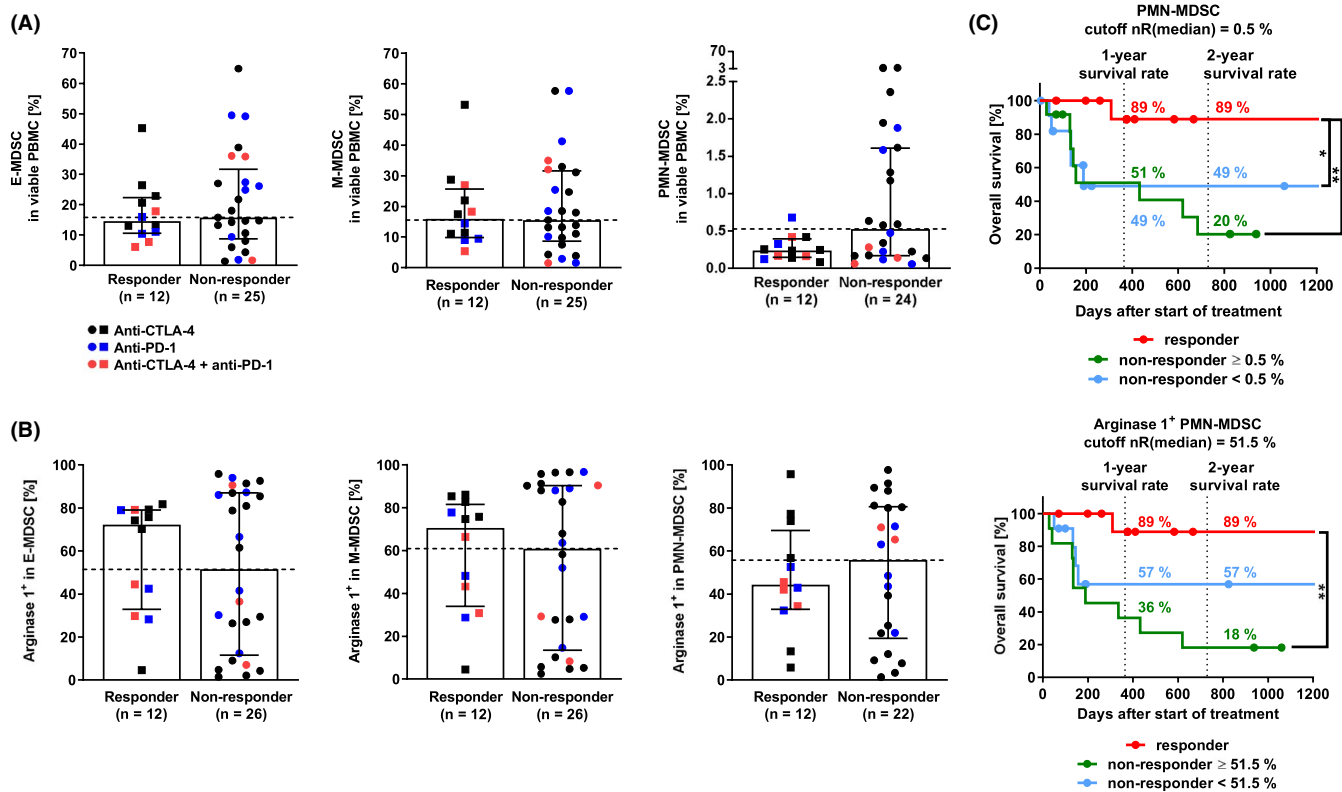 (A)
E-MDSC
in viable PBMC [%]
70
60
50
40
30
20
10
0
Responder
(n = 12)
Non-responder
(n = 25)
M-MDSC
in viable PBMC [%]
70
60
50
40
30
20
10
0
Responder
(n = 12)
Non-responder
(n = 25)
PMN-MDSC
in viable PBMC [%]
70
3
2.5
2.0
1.5
1.0
0.5
0.0
Responder
(n = 12)
Non-responder
(n = 24)
Anti-CTLA-4
Anti-PD-1
Anti-CTLA-4 + anti-PD-1
(B)
Arginase 1+ in E-MDSC [%]
100
80
60
40
20
0
Responder
(n = 12)
Non-responder
(n = 26)
Arginase 1+ in M-MDSC [%]
100
80
60
40
20
0
Responder
(n = 12)
Non-responder
(n = 26)
Arginase 1+ in PMN-MDSC [%]
100
80
60
40
20
0
Responder
(n = 12)
Non-responder
(n = 22)
(C)
PMN-MDSC
cutoff nR(median) = 0.5 %
1-year
survival rate
2-year
survival rate
Overall survival [%]
100
80
60
40
20
0
89 %
89 %
51 %
49 %
49 %
20 %
*
**
0 200 400 600 800 1000 1200
Days after start of treatment
responder
non-responder ≥ 0.5 %
non-responder < 0.5 %
Arginase 1+ PMN-MDSC
cutoff nR(median) = 51.5 %
1-year
survival rate
2-year
survival rate
Overall survival [%]
100
80
60
40
20
0
89 %
89 %
57 %
57 %
36 %
18 %
**
0 200 400 600 800 1000 1200
Days after start of treatment
responder
non-responder ≥ 51.5 %
non-responder < 51.5 %